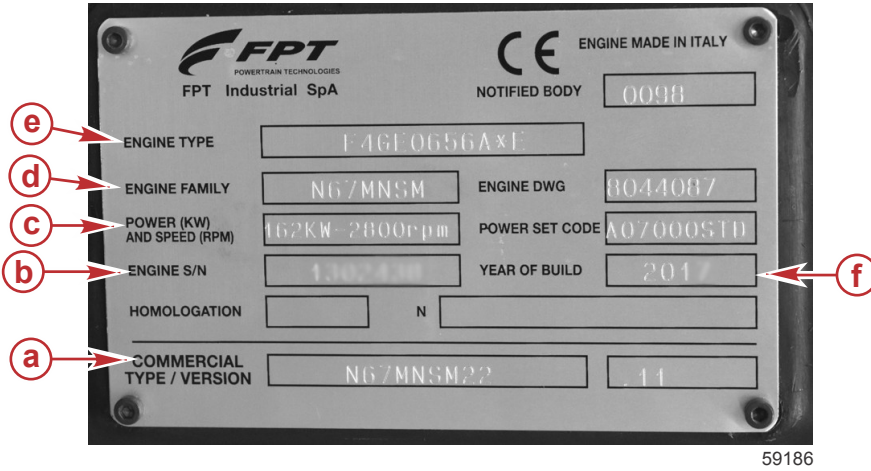 FPT
POWERTRAIN TECHNOLOGIES
FPT Industrial SpA
CE
ENGINE MADE IN ITALY
NOTIFIED BODY 0098
e
ENGINE TYPE F4GE0656A*E
d
ENGINE FAMILY N67MNSM ENGINE DWG 8044087
c
POWER (KW)
AND SPEED (RPM) 162KW-2800rpm POWER SET CODE A07000STD
b
ENGINE S/N YEAR OF BUILD 2017
f
HOMOLOGATION N
a
COMMERCIAL
TYPE / VERSION N67MNSM22 .11
59186